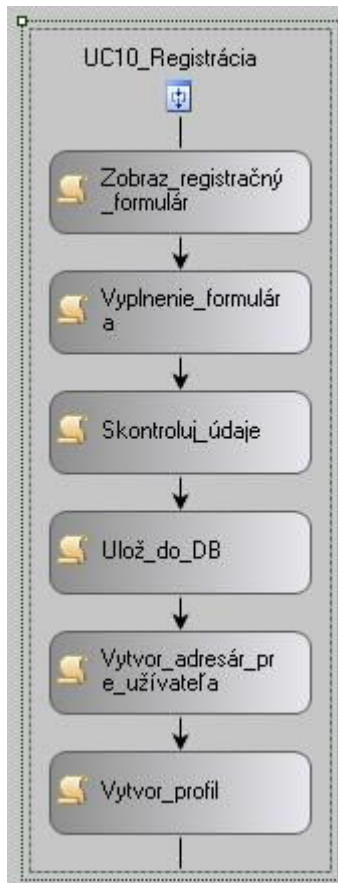 UC10_Registrácia
Zobraz_registračný
_formulár
Vyplnenie_formulár
a
Skontroluj_údaje
Ulož_do_DB
Vytvor_adresár_pr
e_užívateľa
Vytvor_profil